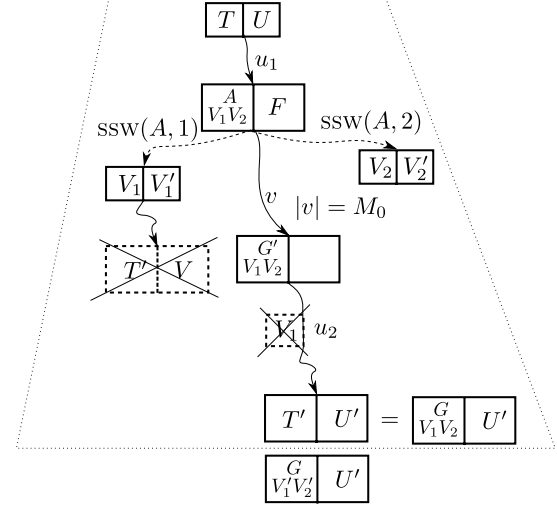 T U
u₁
A
V₁V₂ F
ssw(A, 1) ssw(A, 2)
V₁ V₁′ V₂ V₂′
v |v| = M₀
G′
V₁V₂
T′ V
V₁ u₂
T′ U′ = G
V₁V₂ U′
G
V₁′V₂′ U′